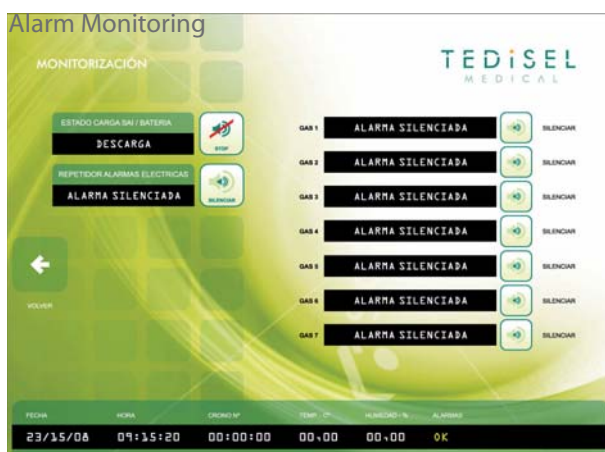 Alarm Monitoring
MONITORIZACIÓN
TEDiSEL
MEDICAL
ESTADO CARGA SAI / BATERIA
DESCARGA
STOP
REPETIDOR ALARMAS ELECTRICAS
ALARMA SILENCIADA
SILENCIAR
GAS 1 ALARMA SILENCIADA SILENCIAR
GAS 2 ALARMA SILENCIADA SILENCIAR
GAS 3 ALARMA SILENCIADA SILENCIAR
GAS 4 ALARMA SILENCIADA SILENCIAR
GAS 5 ALARMA SILENCIADA SILENCIAR
GAS 6 ALARMA SILENCIADA SILENCIAR
GAS 7 ALARMA SILENCIADA SILENCIAR
VOLVER
FECHA HORA CRONO Nº TEMP - Cº HUMEDAD - % ALARMAS
23/15/08 09:15:20 00:00:00 00,00 00,00 OK